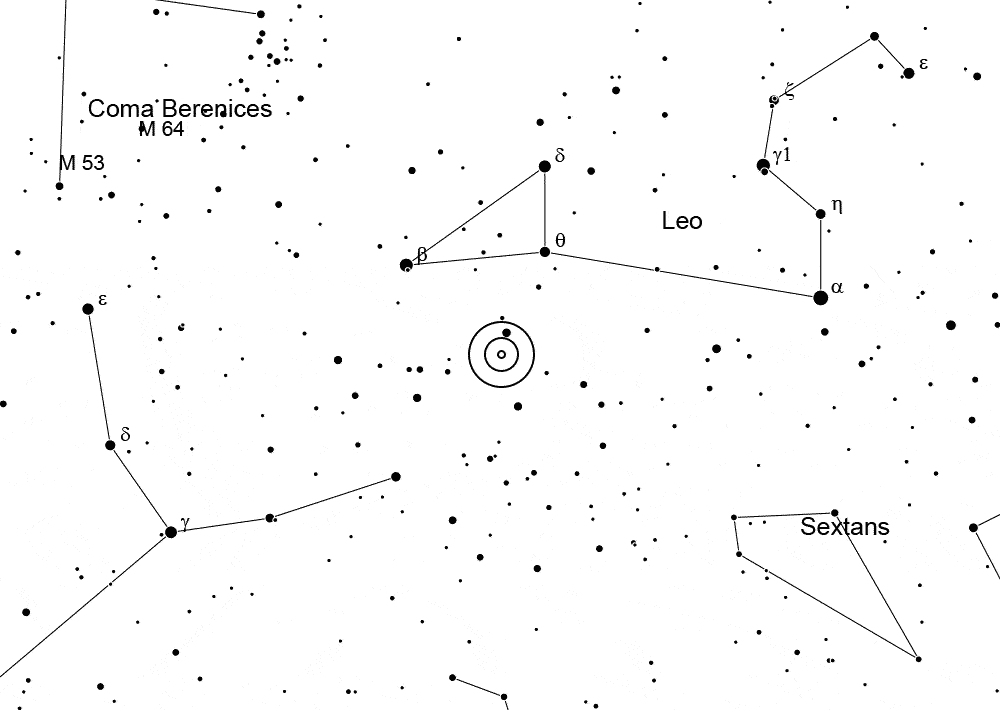 ε
ζ
Coma Berenices
M 64
M 53
γ1
δ
η
Leo
θ
β
α
ε
δ
γ
Sextans